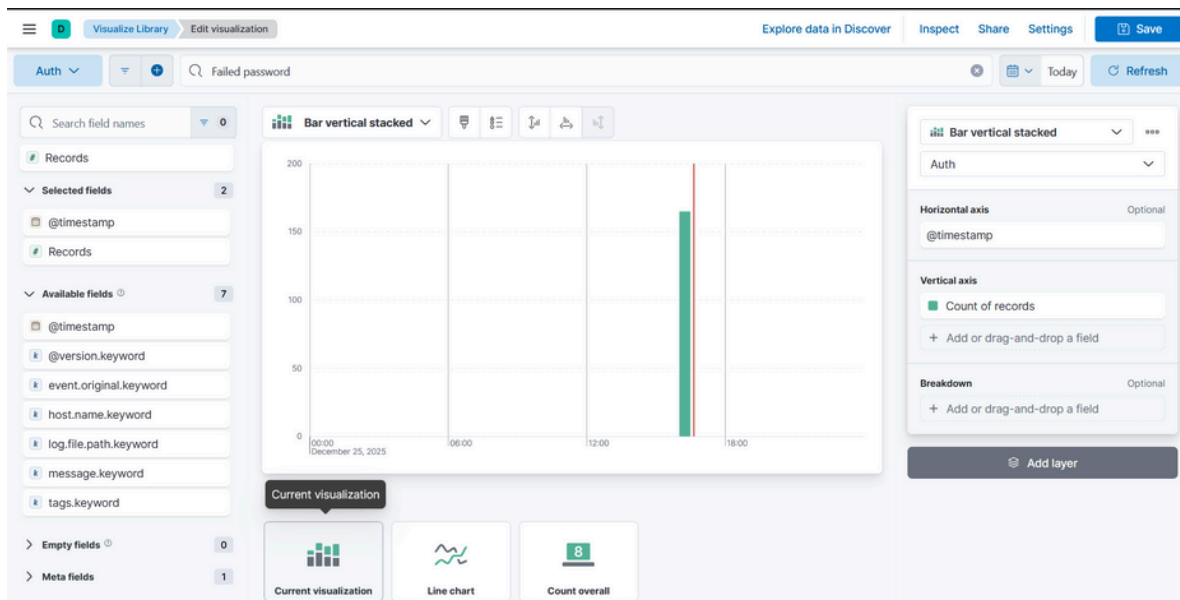 D Visualize Library Edit visualization Explore data in Discover Inspect Share Settings Save
Auth Failed password Today Refresh
Search field names 0
Records
Selected fields 2
@timestamp
Records
Available fields 7
@timestamp
@version.keyword
event.original.keyword
host.name.keyword
log.file.path.keyword
message.keyword
tags.keyword
Empty fields 0
Meta fields 1
Bar vertical stacked
200
150
100
50
0
00:00 06:00 12:00 18:00
December 25, 2025
Current visualization
8
Current visualization Line chart Count overall
Bar vertical stacked
Auth
Horizontal axis Optional
@timestamp
Vertical axis
Count of records
+ Add or drag-and-drop a field
Breakdown Optional
+ Add or drag-and-drop a field
Add layer